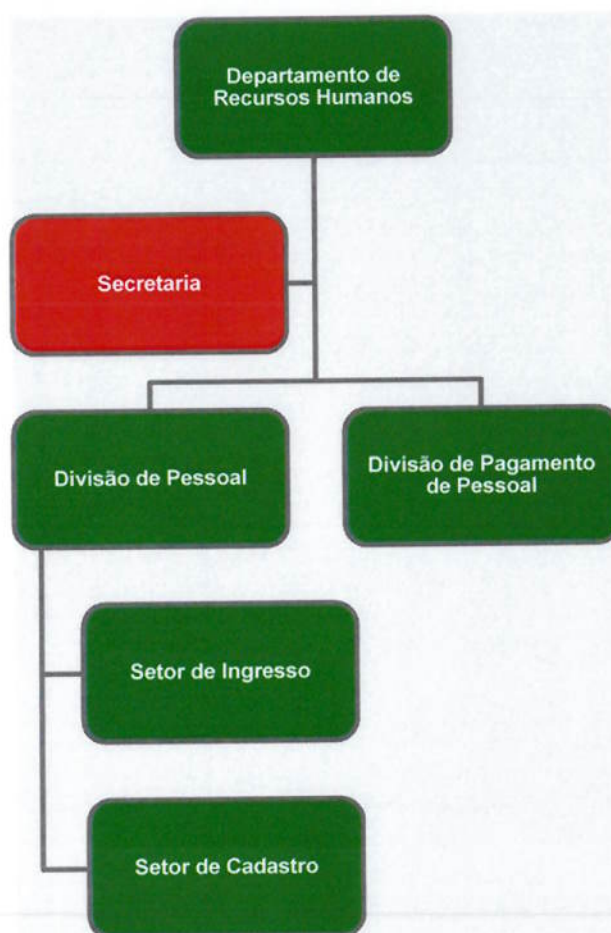 Departamento de
Recursos Humanos
Secretaria
Divisão de Pessoal
Divisão de Pagamento
de Pessoal
Setor de Ingresso
Setor de Cadastro